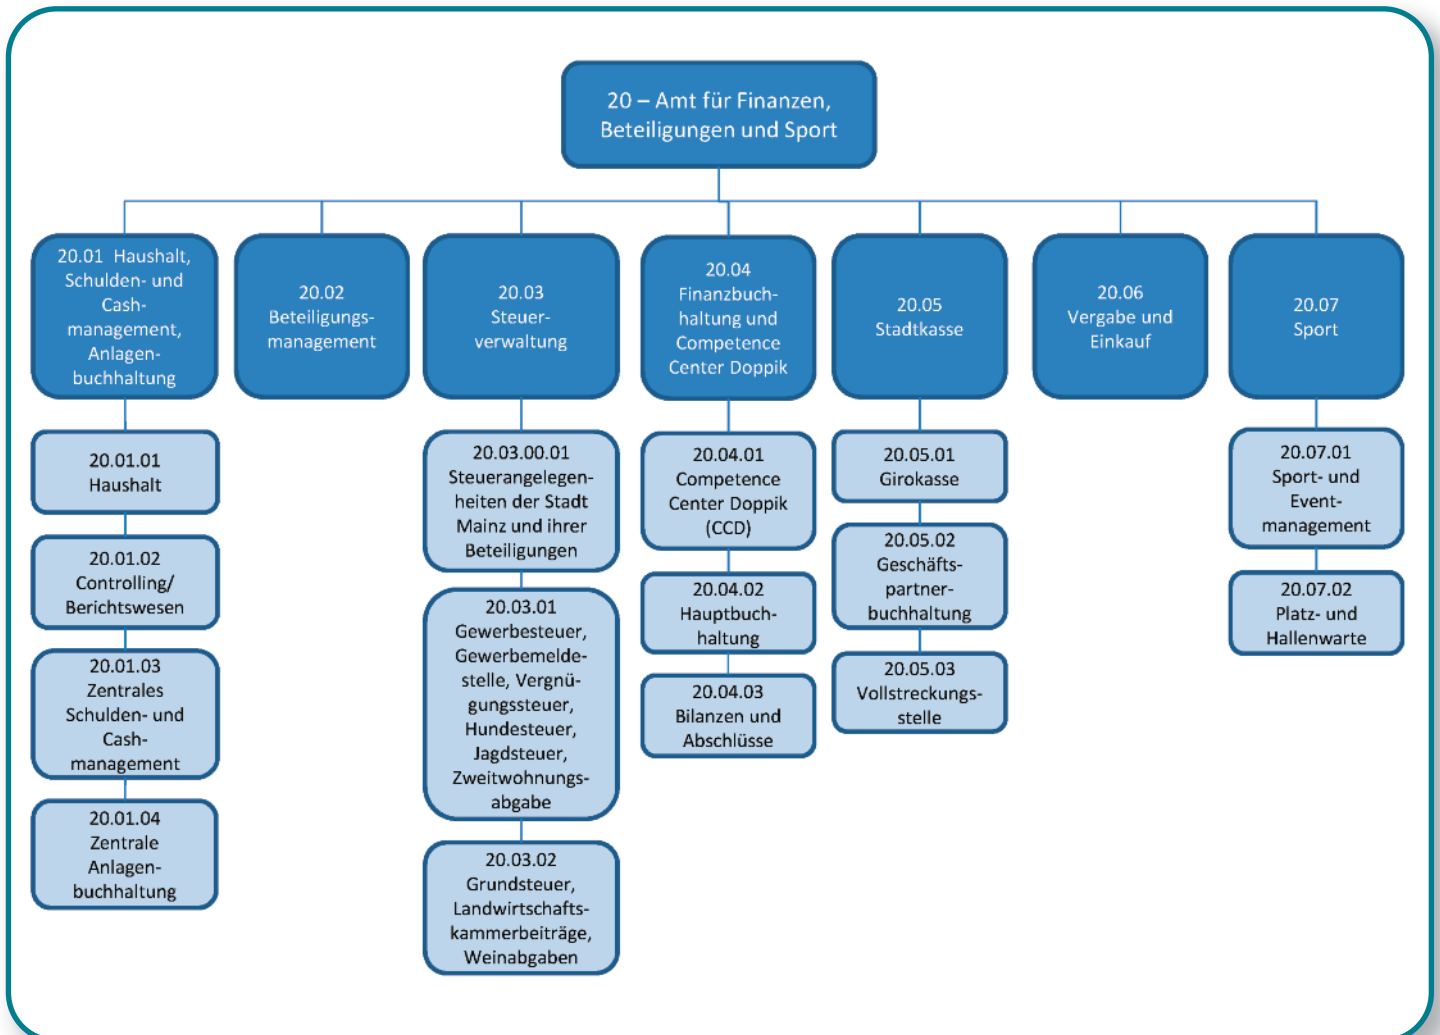 20 – Amt für Finanzen,
Beteiligungen und Sport
20.01 Haushalt,
Schulden- und
Cash-
management,
Anlagen-
buchhaltung
20.02
Beteiligungs-
management
20.03
Steuer-
verwaltung
20.04
Finanzbuch-
haltung und
Competence
Center Doppik
20.05
Stadtkasse
20.06
Vergabe und
Einkauf
20.07
Sport
20.01.01
Haushalt
20.01.02
Controlling/
Berichtswesen
20.01.03
Zentrales
Schulden- und
Cash-
management
20.01.04
Zentrale
Anlagen-
buchhaltung
20.03.00.01
Steuerangelegen-
heiten der Stadt
Mainz und ihrer
Beteiligungen
20.03.01
Gewerbesteuer,
Gewerbemelde-
stelle, Vergnü-
gungssteuer,
Hundesteuer,
Jagdsteuer,
Zweitwohnungs-
abgabe
20.03.02
Grundsteuer,
Landwirtschafts-
kammerbeiträge,
Weinabgaben
20.04.01
Competence
Center Doppik
(CCD)
20.04.02
Hauptbuch-
haltung
20.04.03
Bilanzen und
Abschlüsse
20.05.01
Girokasse
20.05.02
Geschäfts-
partner-
buchhaltung
20.05.03
Vollstreckungs-
stelle
20.07.01
Sport- und
Event-
management
20.07.02
Platz- und
Hallenwarte